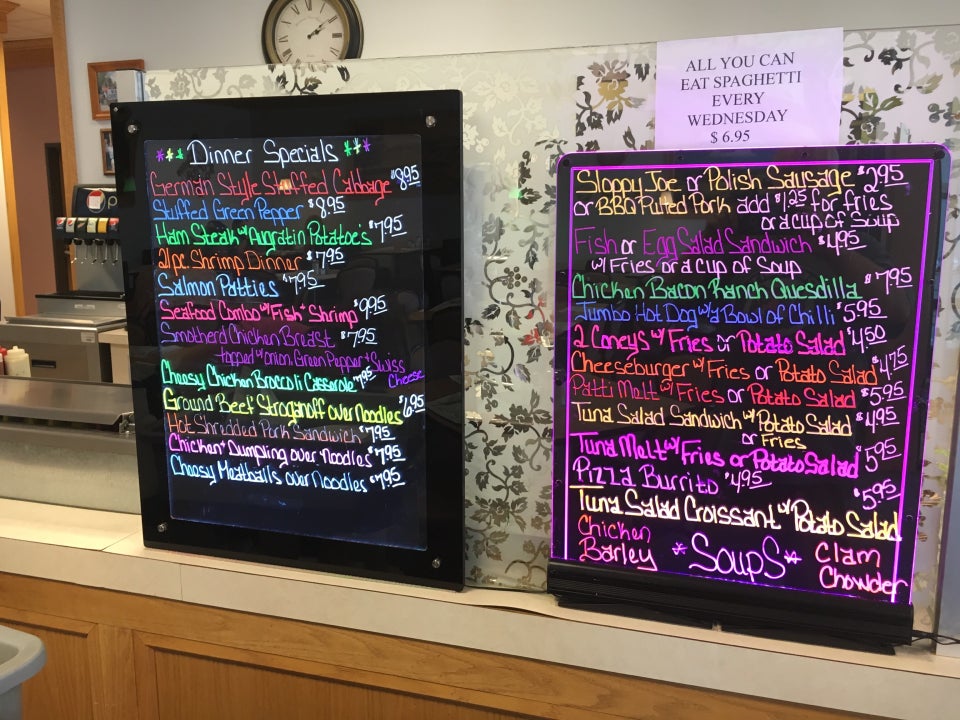 ALL YOU CAN
EAT SPAGHETTI
EVERY
WEDNESDAY
$ 6.95
Dinner Specials
German Style Stuffed Cabbage $8.95
Stuffed Green Pepper $8.95
Ham Steak w/ Augratin Potatoe's $7.95
21 pc. Shrimp Dinner $7.95
Salmon Patties $7.95
Seafood Combo w/ "Fish" + Shrimp $9.95
Smotherd Chicken Breast $7.95
topped w/ onion, Green Pepper + Swiss
Cheese
Cheesy Chicken Broccoli Casserole $7.95
Ground Beef Stroganoff over Noodles $6.95
Hot Shredded Pork Sandwich $7.95
Chicken + Dumpling over Noodles $7.95
Cheesy Meatballs over Noodles $7.95
Sloppy Joe or Polish Sausage $2.95
or BBQ Pulled Pork add $1.25 for fries
or a cup of Soup
Fish or Egg Salad Sandwich $4.95
w/ Fries or a cup of Soup
Chicken Bacon Ranch Quesdilla $7.95
Jumbo Hot Dog w/ a Bowl of Chilli $5.95
2 Coneys w/ Fries or Potato Salad $4.50
Cheeseburger w/ Fries or Potato Salad $4.75
Patti Melt w/ Fries or Potato Salad $5.95
Tuna Salad Sandwich w/ Potato Salad $4.95
or Fries
Tuna Melt w/ Fries or Potato Salad $5.95
Pizza Burrito $4.95
$5.95
Tuna Salad Croissant w/ Potato Salad
Chicken
Barley
*Soups*
Clam
Chowder